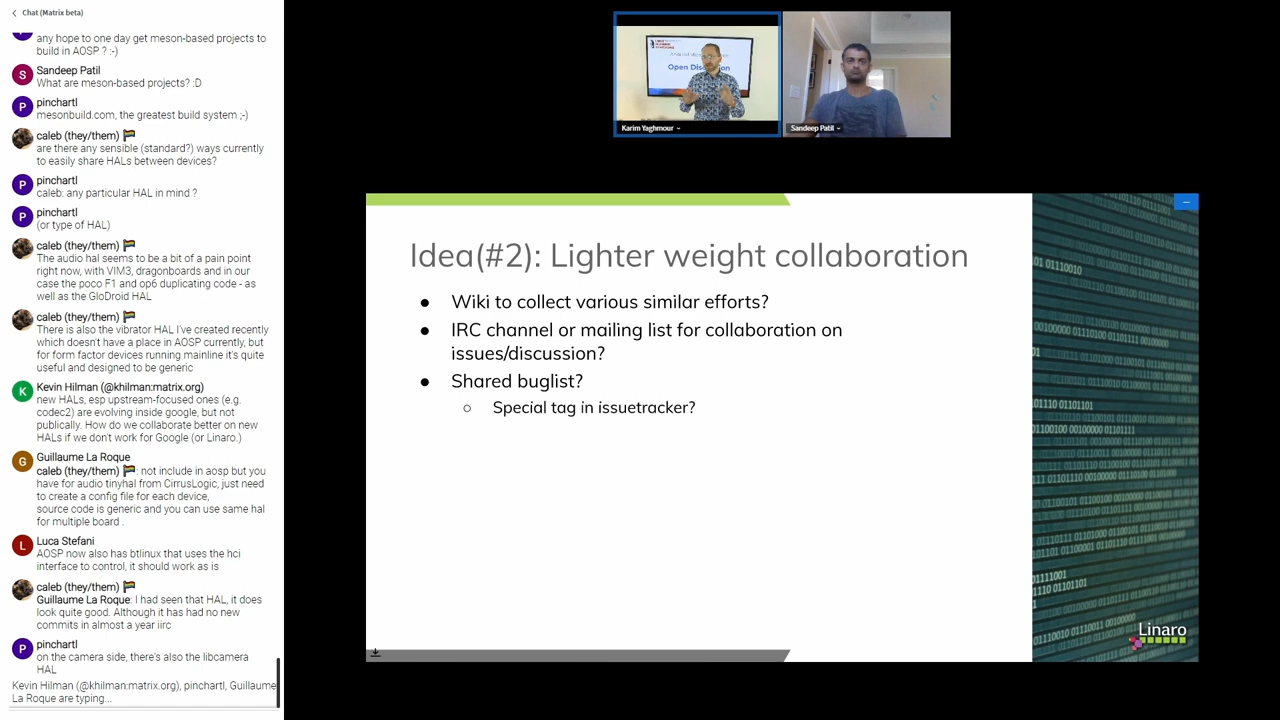 Chat (Matrix beta)
any hope to one day get meson-based projects to
build in AOSP ? :-)
S
Sandeep Patil
What are meson-based projects? :D
P
pinchartl
mesonbuild.com, the greatest build system ;-)
caleb (they/them)
are there any sensible (standard?) ways currently
to easily share HALs between devices?
P
pinchartl
caleb: any particular HAL in mind ?
P
pinchartl
(or type of HAL)
caleb (they/them)
The audio hal seems to be a bit of a pain point
right now, with VIM3, dragonboards and in our
case the poco F1 and op6 duplicating code - as
well as the GloDroid HAL
caleb (they/them)
There is also the vibrator HAL I've created recently
which doesn't have a place in AOSP currently, but
for form factor devices running mainline it's quite
useful and designed to be generic
K
Kevin Hilman (@khilman:matrix.org)
new HALs, esp upstream-focused ones (e.g.
codec2) are evolving inside google, but not
publically. How do we collaborate better on new
HALs if we don't work for Google (or Linaro.)
G
Guillaume La Roque
caleb (they/them) : not include in aosp but you
have for audio tinyhal from CirrusLogic, just need
to create a config file for each device,
source code is generic and you can use same hal
for multiple board .
L
Luca Stefani
AOSP now also has btlinux that uses the hci
interface to control, it should work as is
caleb (they/them)
Guillaume La Roque: I had seen that HAL, it does
look quite good. Although it has had no new
commits in almost a year iirc
P
pinchartl
on the camera side, there's also the libcamera
HAL
Kevin Hilman (@khilman:matrix.org), pinchartl, Guillaume
La Roque are typing...
Karim Yaghmour
Sandeep Patil
Idea(#2): Lighter weight collaboration
● Wiki to collect various similar efforts?
● IRC channel or mailing list for collaboration on
issues/discussion?
● Shared buglist?
○ Special tag in issuetracker?
Linaro